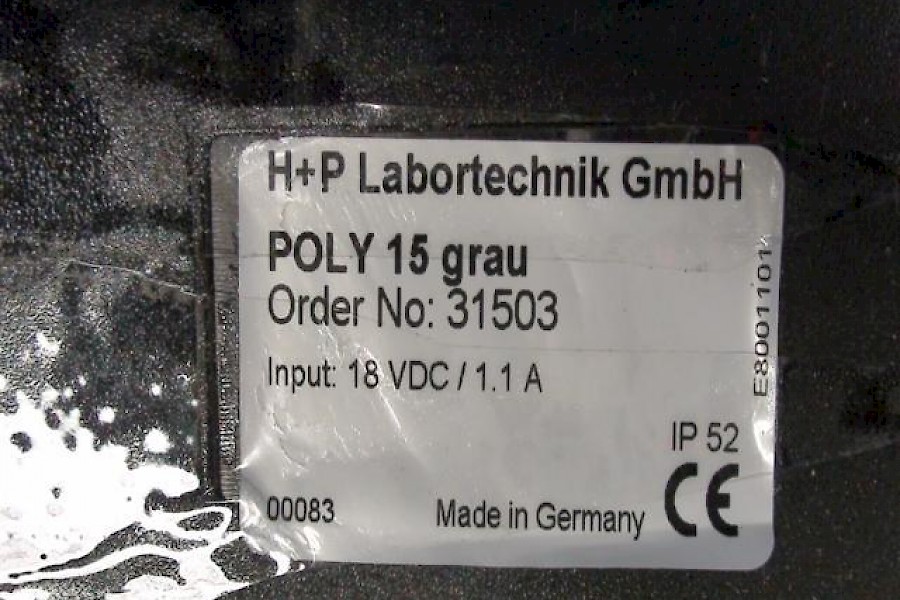 H+P Labortechnik GmbH
POLY 15 grau
Order No: 31503
Input: 18 VDC / 1.1 A
IP 52
00083
Made in Germany
CE